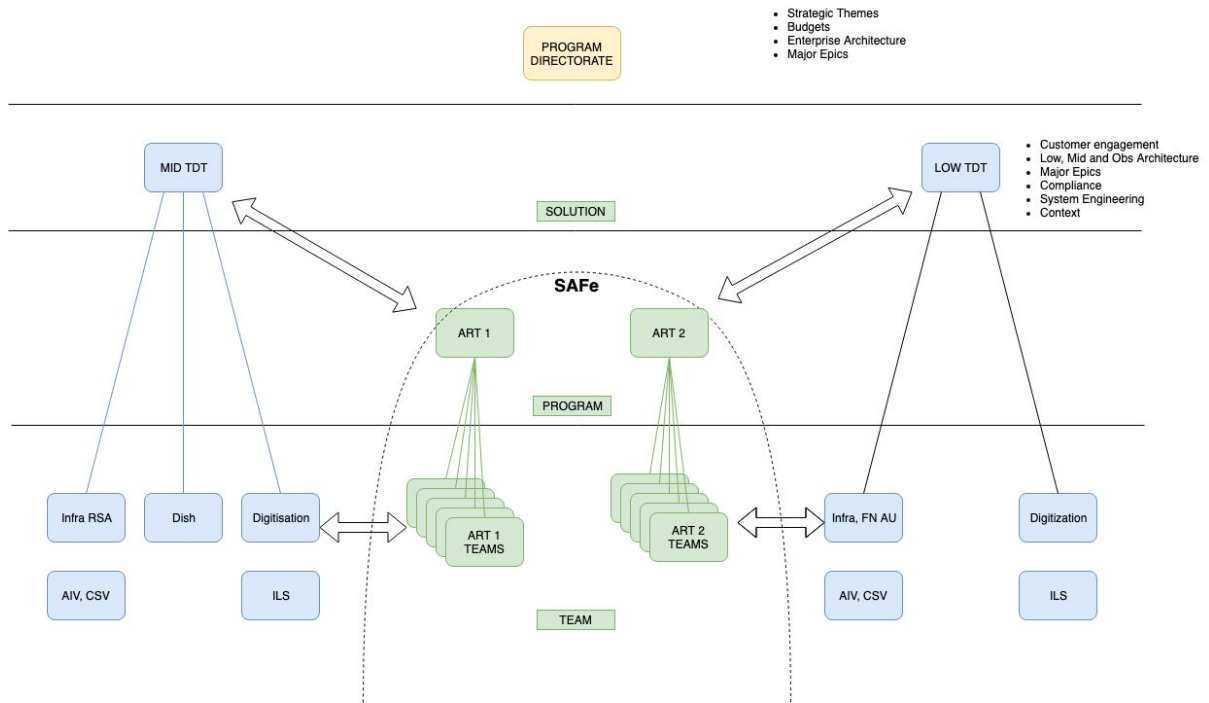 • Strategic Themes
• Budgets
• Enterprise Architecture
• Major Epics
PROGRAM
DIRECTORATE
MID TDT
LOW TDT
• Customer engagement
• Low, Mid and Obs Architecture
• Major Epics
• Compliance
• System Engineering
• Context
SOLUTION
SAFe
ART 1
ART 2
PROGRAM
Infra RSA
Dish
Digitisation
ART 1
TEAMS
ART 2
TEAMS
Infra, FN AU
Digitization
AIV, CSV
ILS
AIV, CSV
ILS
TEAM